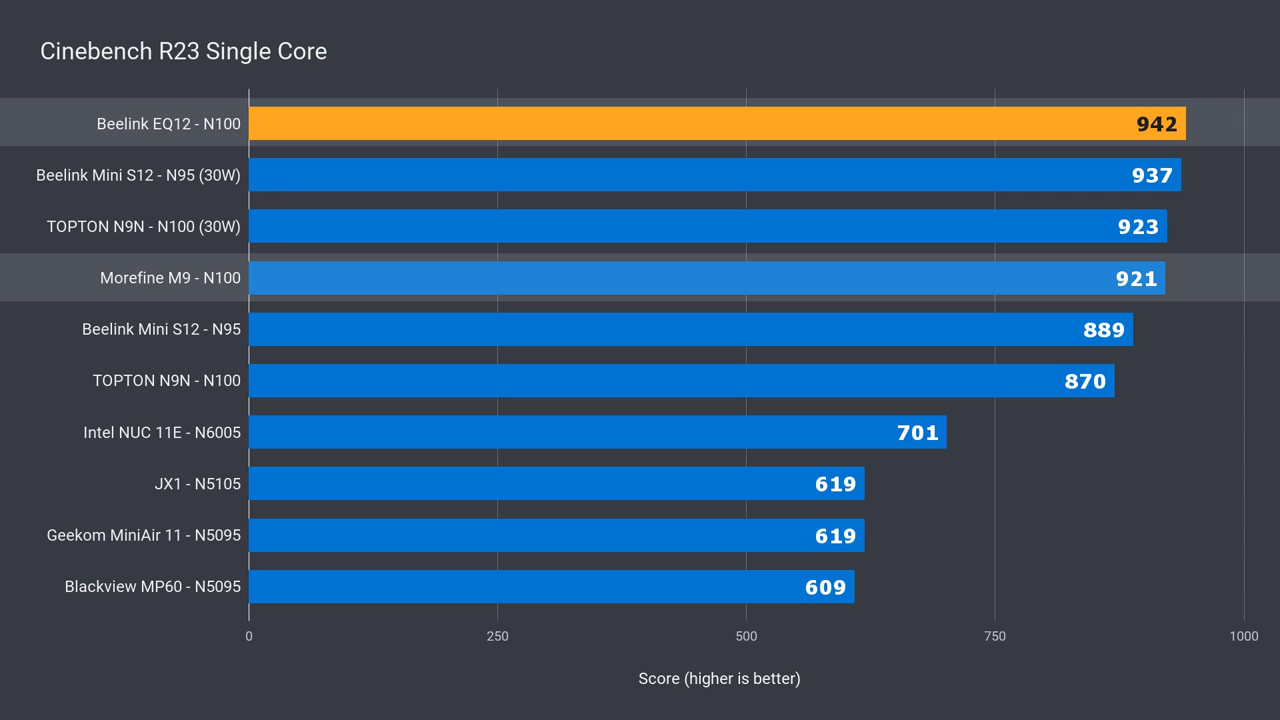 Cinebench R23 Single Core
Beelink EQ12 - N100 942
Beelink Mini S12 - N95 (30W) 937
TOPTON N9N - N100 (30W) 923
Morefine M9 - N100 921
Beelink Mini S12 - N95 889
TOPTON N9N - N100 870
Intel NUC 11E - N6005 701
JX1 - N5105 619
Geekom MiniAir 11 - N5095 619
Blackview MP60 - N5095 609
0 250 500 750 1000
Score (higher is better)